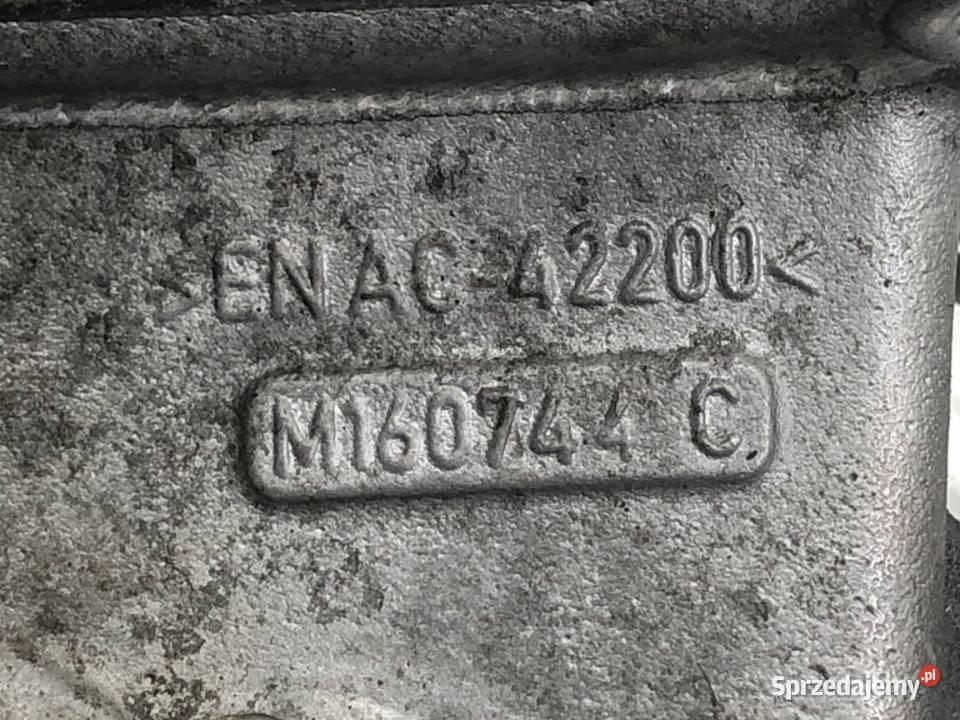 >ENAC-42200<
M160744 C
Sprzedajemy.pl